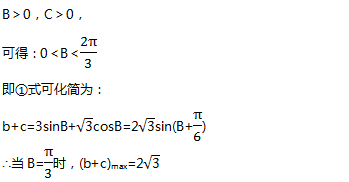 B＞0，C＞0，
可得：0＜B＜2π/3
即①式可化简为：
b+c=3sinB+√3cosB=2√3sin(B+π/6)
∴当 B=π/3时，(b+c)max=2√3